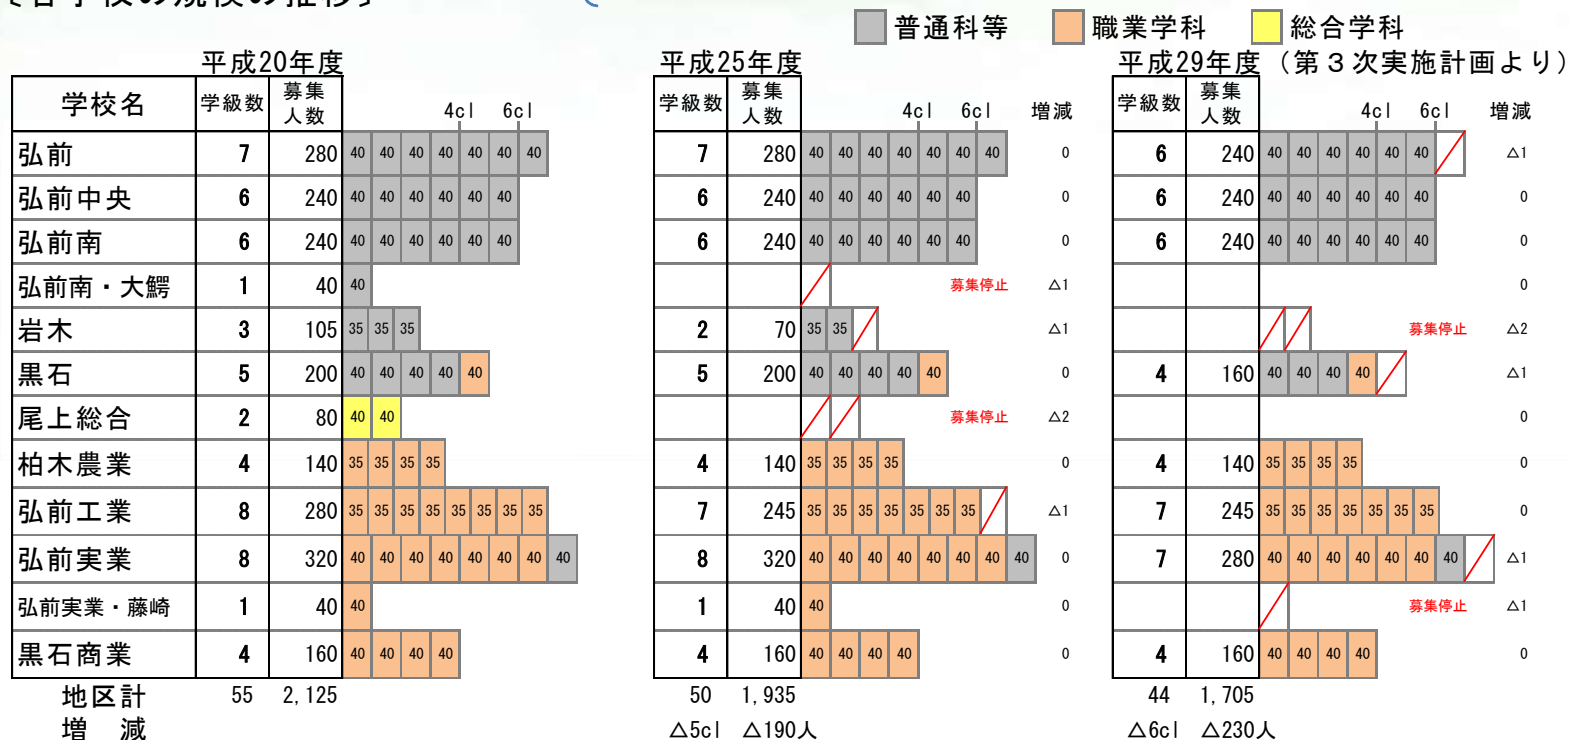 [各学校の規模の推移]
普通科等 職業学科 総合学科
平成20年度 平成25年度 平成29年度（第３次実施計画より）
学校名 学級数 募集人数 4cl 6cl 学級数 募集人数 4cl 6cl 増減 学級数 募集人数 4cl 6cl 増減
弘前 7 280 40 40 40 40 40 40 40 7 280 40 40 40 40 40 40 40 0 6 240 40 40 40 40 40 40 △1
弘前中央 6 240 40 40 40 40 40 40 6 240 40 40 40 40 40 40 0 6 240 40 40 40 40 40 40 0
弘前南 6 240 40 40 40 40 40 40 6 240 40 40 40 40 40 40 0 6 240 40 40 40 40 40 40 0
弘前南・大鰐 1 40 40 募集停止 △1 0
岩木 3 105 35 35 35 2 70 35 35 △1 募集停止 △2
黒石 5 200 40 40 40 40 40 5 200 40 40 40 40 40 0 4 160 40 40 40 40 △1
尾上総合 2 80 40 40 募集停止 △2 0
柏木農業 4 140 35 35 35 35 4 140 35 35 35 35 0 4 140 35 35 35 35 0
弘前工業 8 280 35 35 35 35 35 35 35 35 7 245 35 35 35 35 35 35 35 △1 7 245 35 35 35 35 35 35 35 0
弘前実業 8 320 40 40 40 40 40 40 40 40 8 320 40 40 40 40 40 40 40 40 0 7 280 40 40 40 40 40 40 40 △1
弘前実業・藤崎 1 40 40 1 40 40 0 募集停止 △1
黒石商業 4 160 40 40 40 40 4 160 40 40 40 40 0 4 160 40 40 40 40 0
地区計 55 2,125 50 1,935 44 1,705
増 減 △5cl △190人 △6cl △230人